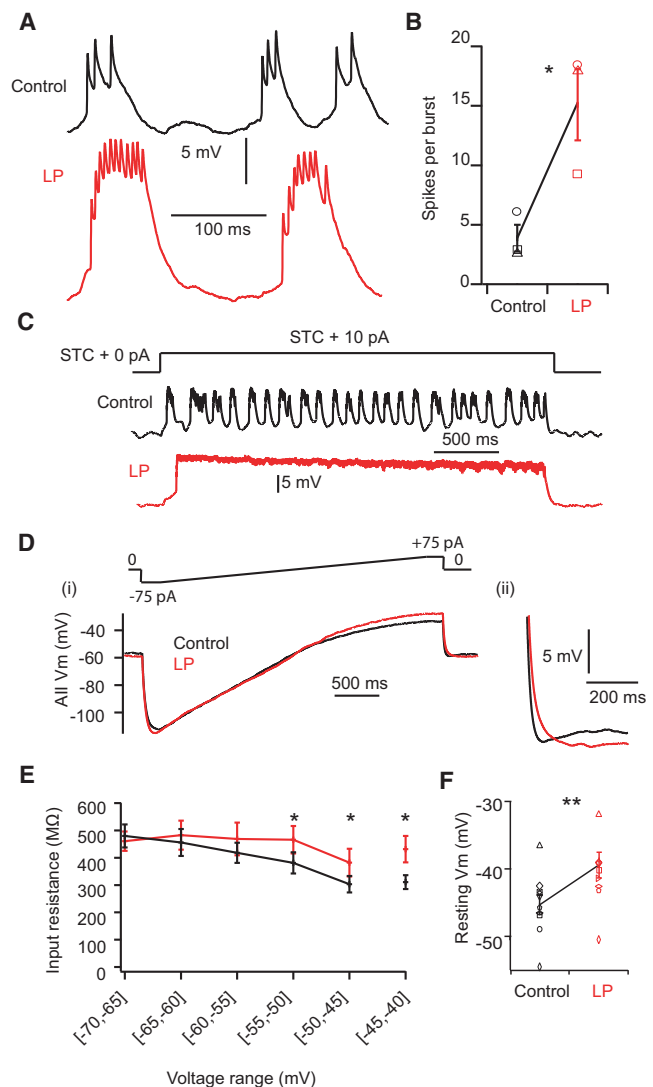 A
Control
LP
5 mV
100 ms
B
20
15
10
5
0
Spikes per burst
*
Control
LP
C
STC + 0 pA
STC + 10 pA
Control
500 ms
LP
5 mV
D
+75 pA
0
0
-75 pA
(i)
(ii)
-40
-60
-80
-100
All Vm (mV)
Control
LP
500 ms
5 mV
200 ms
E
600
500
400
300
200
100
0
Input resistance (MΩ)
* * *
[-70,-65]
[-65,-60]
[-60,-55]
[-55,-50]
[-50,-45]
[-45,-40]
Voltage range (mV)
F
-30
-40
-50
Resting Vm (mV)
**
Control
LP